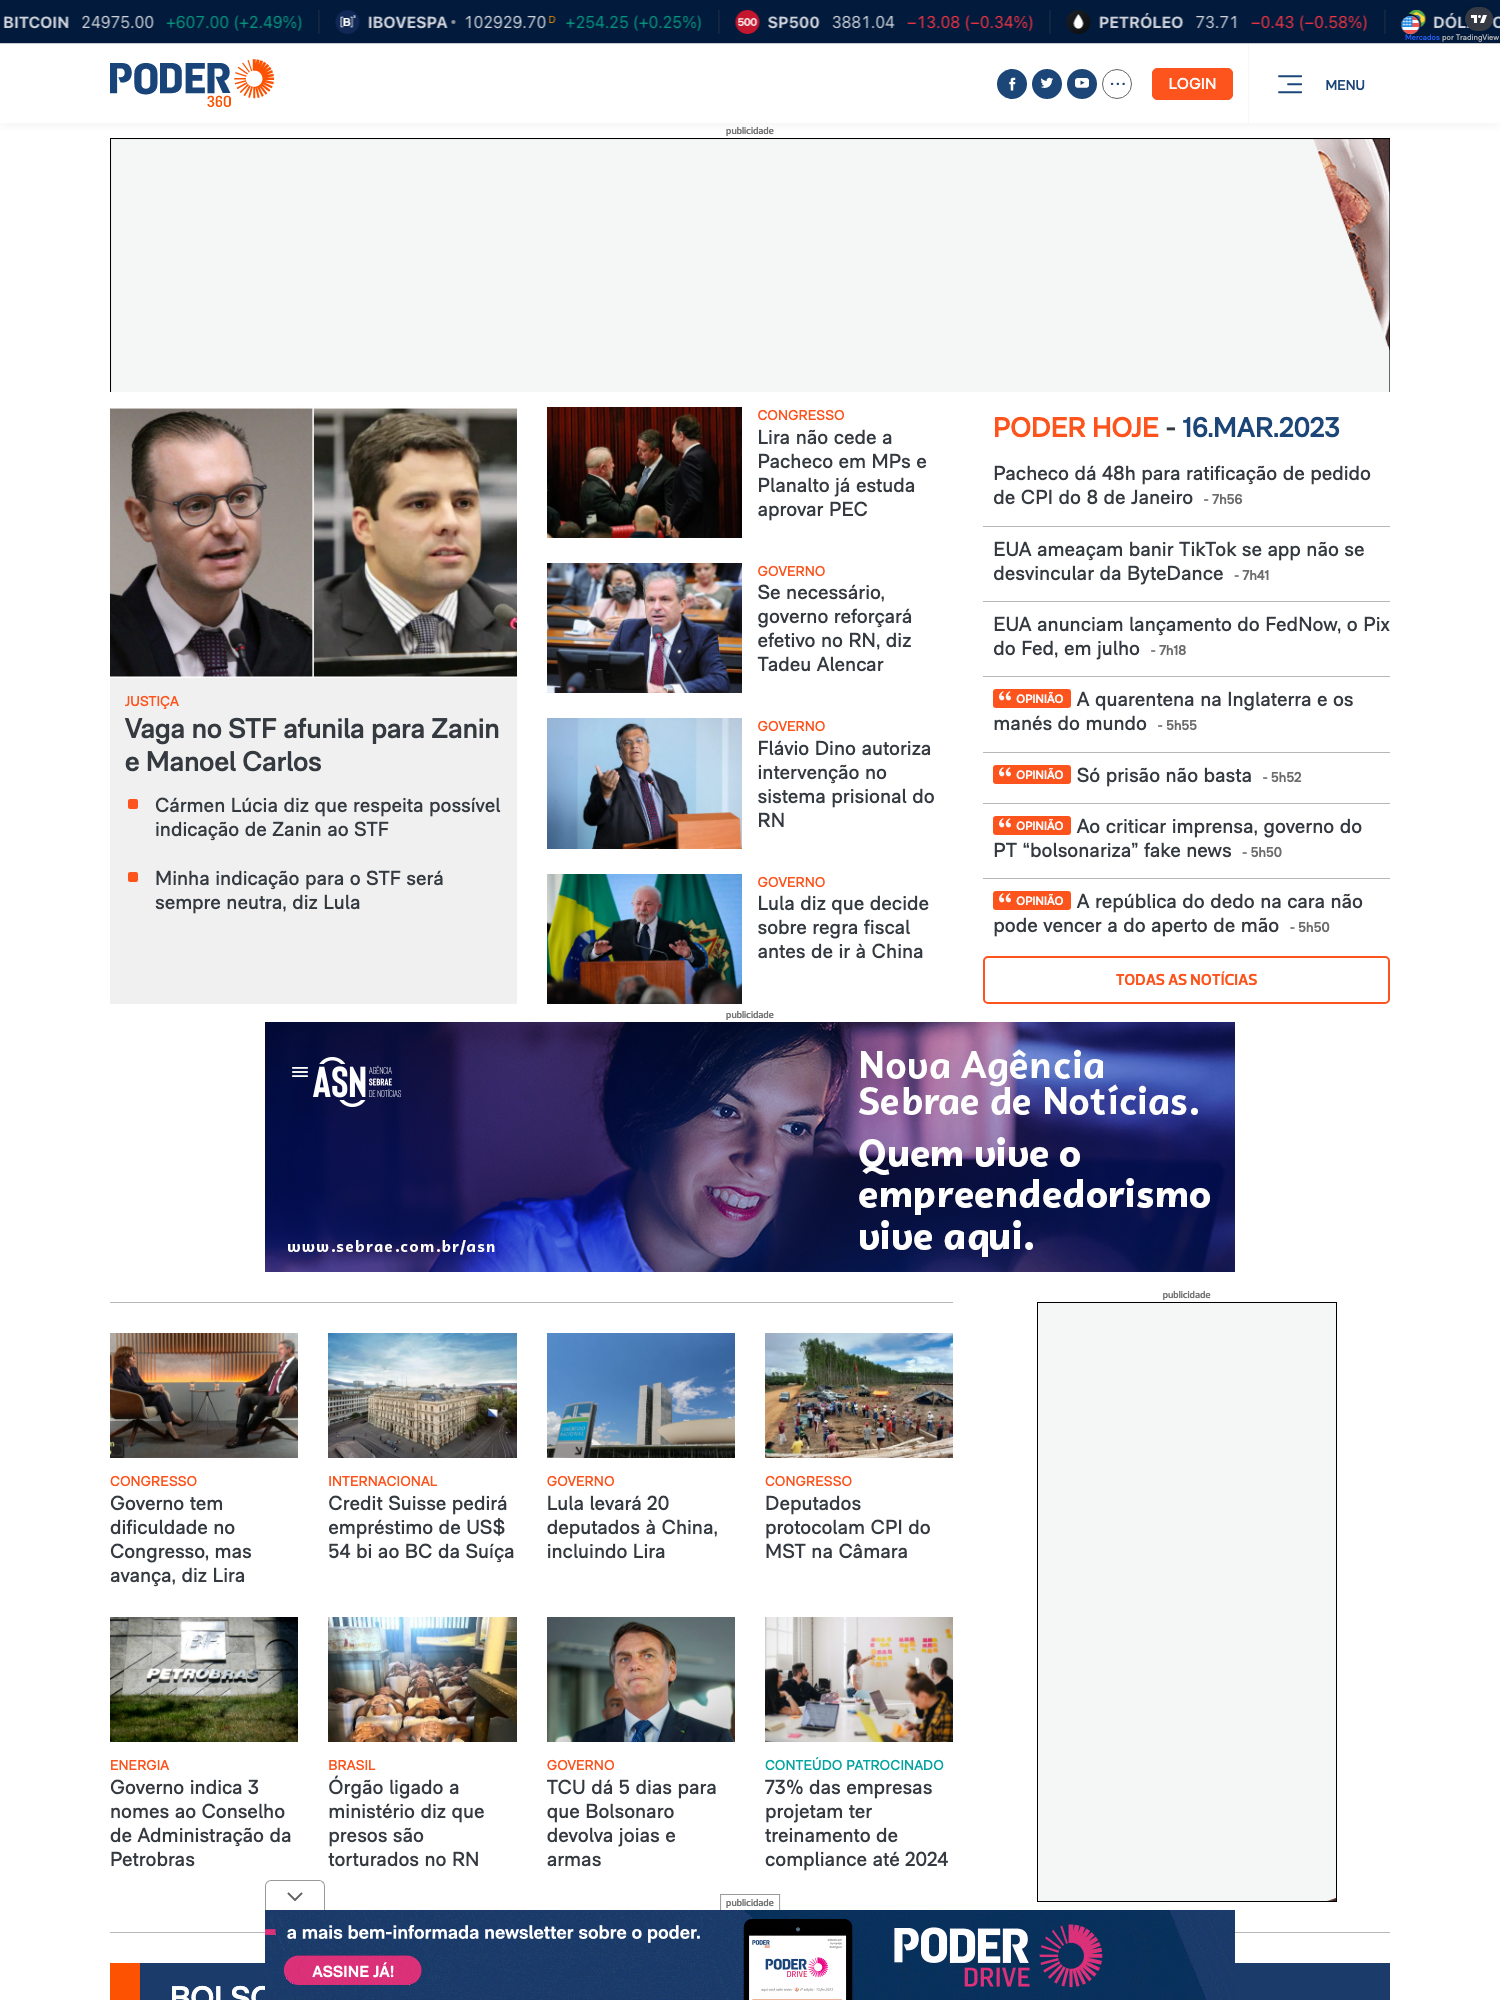 BITCOIN 24975.00 +607.00 (+2.49%) IBOVESPA 102929.70 D +254.25 (+0.25%) 500 SP500 3881.04 −13.08 (−0.34%) PETRÓLEO 73.71 −0.43 (−0.58%)
Mercados por TradingView
PODER
360
LOGIN
MENU
publicidade
JUSTIÇA
Vaga no STF afunila para Zanin
e Manoel Carlos
Cármen Lúcia diz que respeita possível
indicação de Zanin ao STF
Minha indicação para o STF será
sempre neutra, diz Lula
CONGRESSO
Lira não cede a
Pacheco em MPs e
Planalto já estuda
aprovar PEC
GOVERNO
Se necessário,
governo reforçará
efetivo no RN, diz
Tadeu Alencar
GOVERNO
Flávio Dino autoriza
intervenção no
sistema prisional do
RN
GOVERNO
Lula diz que decide
sobre regra fiscal
antes de ir à China
PODER HOJE - 16.MAR.2023
Pacheco dá 48h para ratificação de pedido
de CPI do 8 de Janeiro - 7h56
EUA ameaçam banir TikTok se app não se
desvincular da ByteDance - 7h41
EUA anunciam lançamento do FedNow, o Pix
do Fed, em julho - 7h18
“ OPINIÃO A quarentena na Inglaterra e os
manés do mundo - 5h55
“ OPINIÃO Só prisão não basta - 5h52
“ OPINIÃO Ao criticar imprensa, governo do
PT “bolsonariza” fake news - 5h50
“ OPINIÃO A república do dedo na cara não
pode vencer a do aperto de mão - 5h50
TODAS AS NOTÍCIAS
publicidade
ASN AGÊNCIA
SEBRAE
DE NOTÍCIAS
www.sebrae.com.br/asn
Nova Agência
Sebrae de Notícias.
Quem vive o
empreendedorismo
vive aqui.
publicidade
CONGRESSO
Governo tem
dificuldade no
Congresso, mas
avança, diz Lira
INTERNACIONAL
Credit Suisse pedirá
empréstimo de US$
54 bi ao BC da Suíça
GOVERNO
Lula levará 20
deputados à China,
incluindo Lira
CONGRESSO
Deputados
protocolam CPI do
MST na Câmara
BR
PETROBRAS
ENERGIA
Governo indica 3
nomes ao Conselho
de Administração da
Petrobras
BRASIL
Órgão ligado a
ministério diz que
presos são
torturados no RN
GOVERNO
TCU dá 5 dias para
que Bolsonaro
devolva joias e
armas
CONTEÚDO PATROCINADO
73% das empresas
projetam ter
treinamento de
compliance até 2024
publicidade
a mais bem-informada newsletter sobre o poder.
ASSINE JÁ!
PODER
DRIVE
PODER
DRIVE